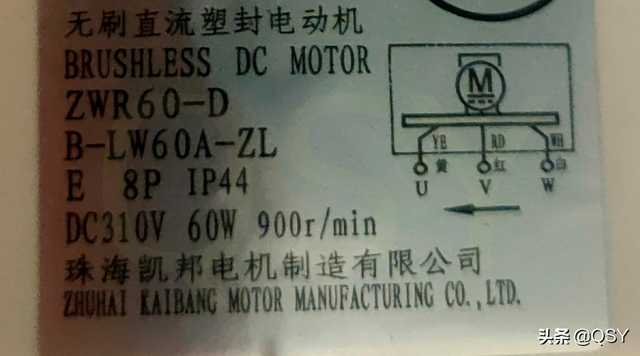 无刷直流塑封电动机
BRUSHLESS DC MOTOR
ZWR60-D
B-LW60A-ZL
E 8P IP44
DC310V 60W 900r/min
珠海凯邦电机制造有限公司
ZHUHAI KAIBANG MOTOR MANUFACTURING CO.,LTD.
M
YE RD WH
黄 红 白
U V W
头条 @QSY